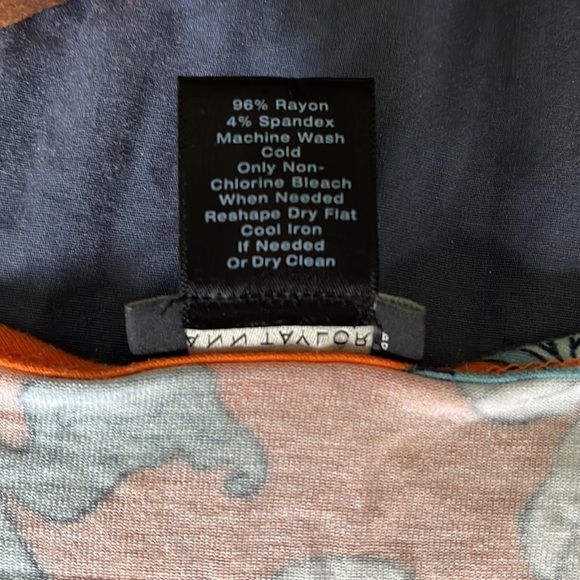 96% Rayon
4% Spandex
Machine Wash
Cold
Only Non-
Chlorine Bleach
When Needed
Reshape Dry Flat
Cool Iron
If Needed
Or Dry Clean
ANN TAYLOR